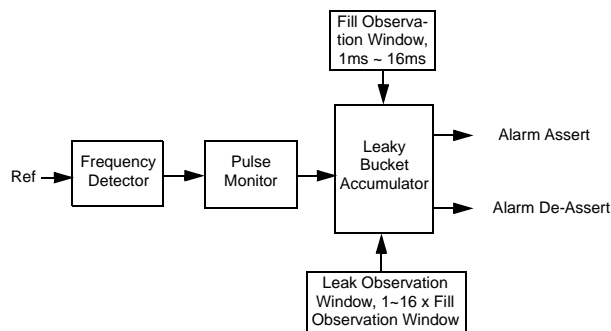 Fill Observa-
tion Window,
1ms ~ 16ms
Ref
Frequency
Detector
Pulse
Monitor
Leaky
Bucket
Accumulator
Alarm Assert
Alarm De-Assert
Leak Observation
Window, 1~16 x Fill
Observation Window